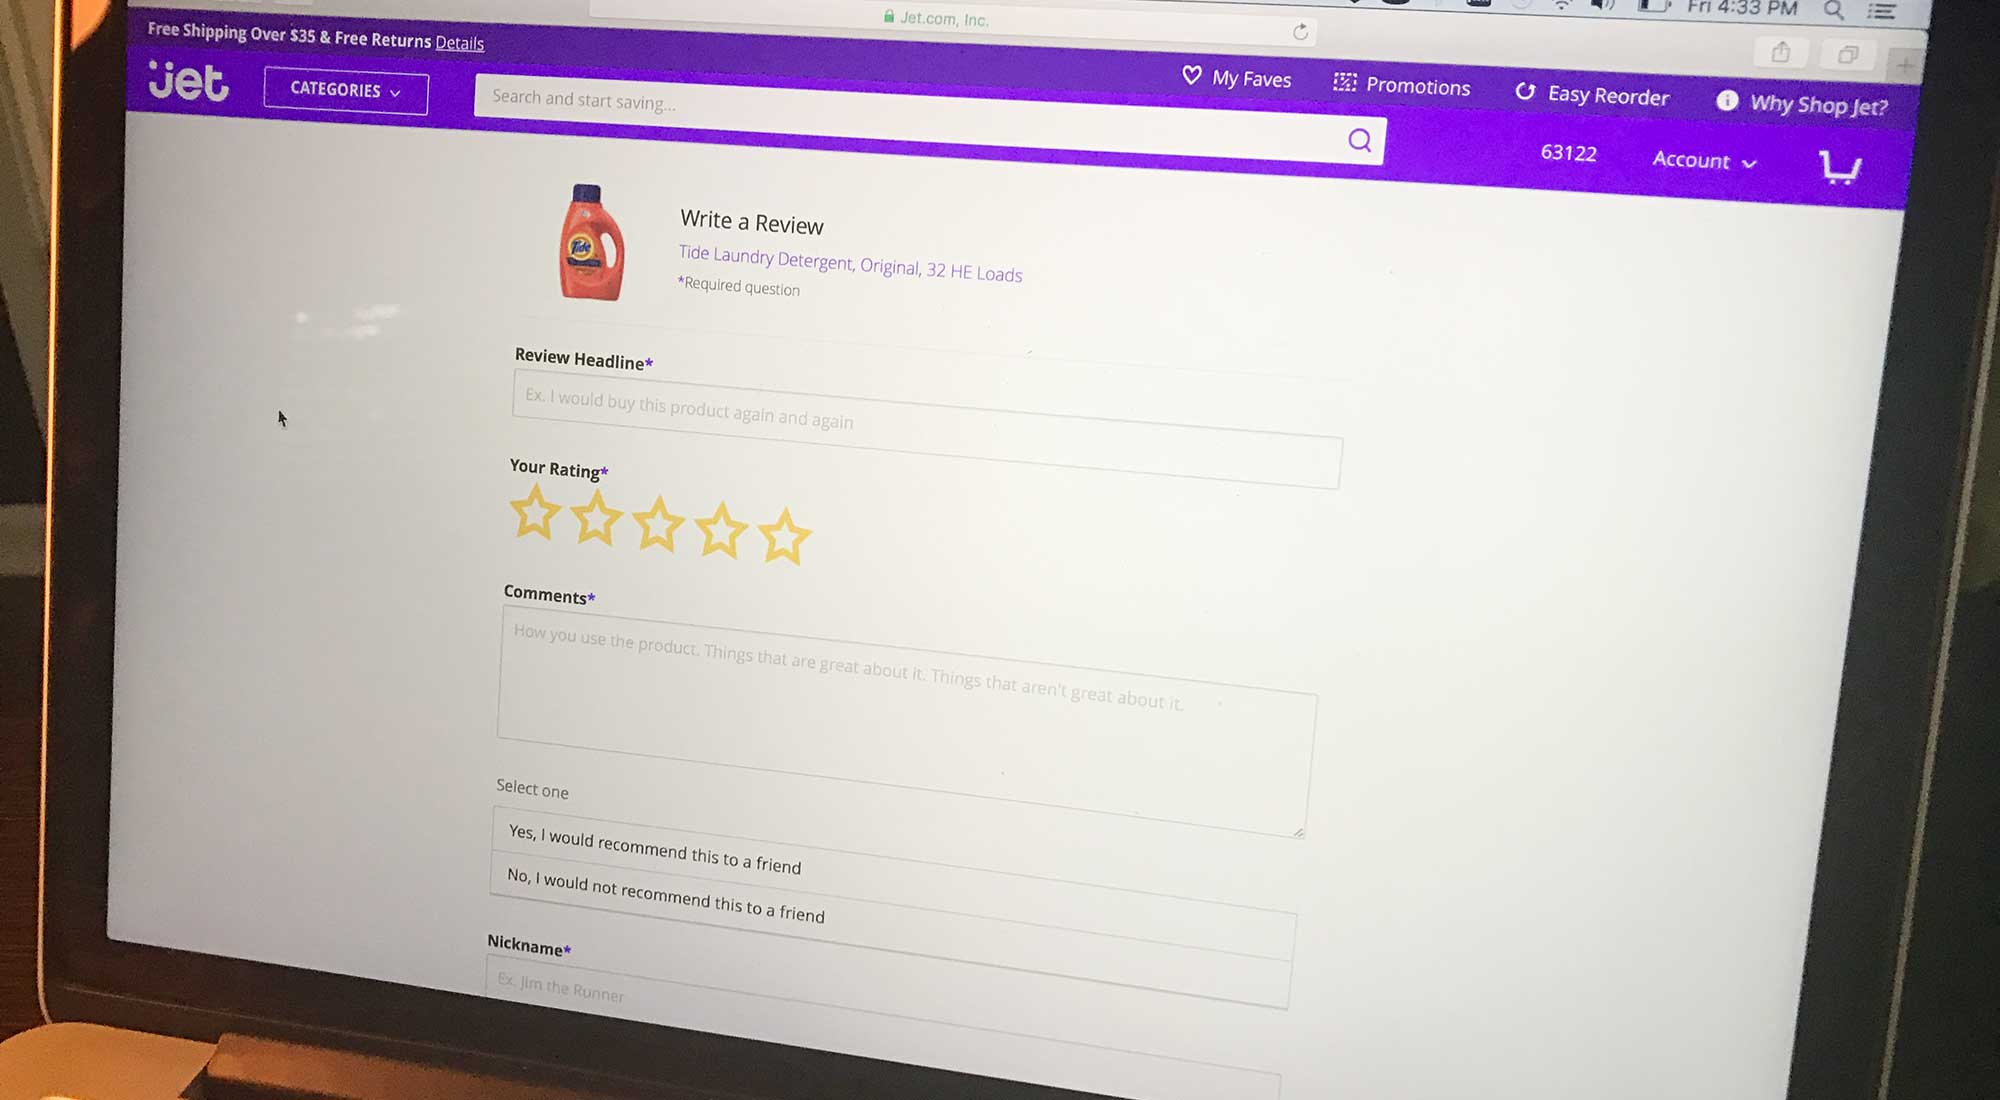 Jet.com, Inc.
Fri 4:33 PM
Free Shipping Over $35 & Free Returns Details
jet
CATEGORIES
Search and start saving...
My Faves
Promotions
Easy Reorder
Why Shop Jet?
63122
Account
Tide
Write a Review
Tide Laundry Detergent, Original, 32 HE Loads
*Required question
Review Headline*
Ex. I would buy this product again and again
Your Rating*
Comments*
How you use the product. Things that are great about it. Things that aren't great about it.
Select one
Yes, I would recommend this to a friend
No, I would not recommend this to a friend
Nickname*
Ex. Jim the Runner